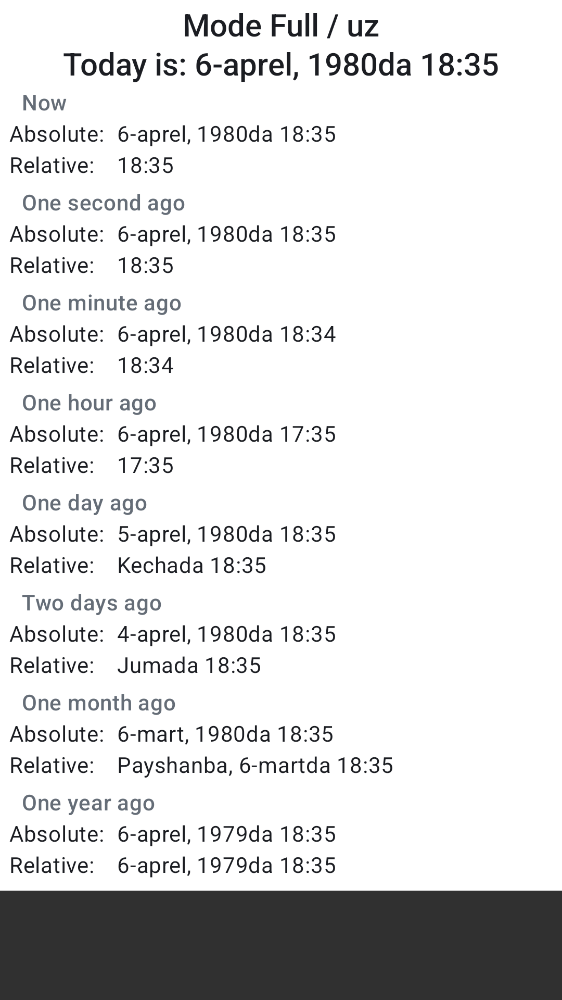 Mode Full / uz
Today is: 6-aprel, 1980da 18:35
Now
Absolute: 6-aprel, 1980da 18:35
Relative: 18:35
One second ago
Absolute: 6-aprel, 1980da 18:35
Relative: 18:35
One minute ago
Absolute: 6-aprel, 1980da 18:34
Relative: 18:34
One hour ago
Absolute: 6-aprel, 1980da 17:35
Relative: 17:35
One day ago
Absolute: 5-aprel, 1980da 18:35
Relative: Kechada 18:35
Two days ago
Absolute: 4-aprel, 1980da 18:35
Relative: Jumada 18:35
One month ago
Absolute: 6-mart, 1980da 18:35
Relative: Payshanba, 6-martda 18:35
One year ago
Absolute: 6-aprel, 1979da 18:35
Relative: 6-aprel, 1979da 18:35